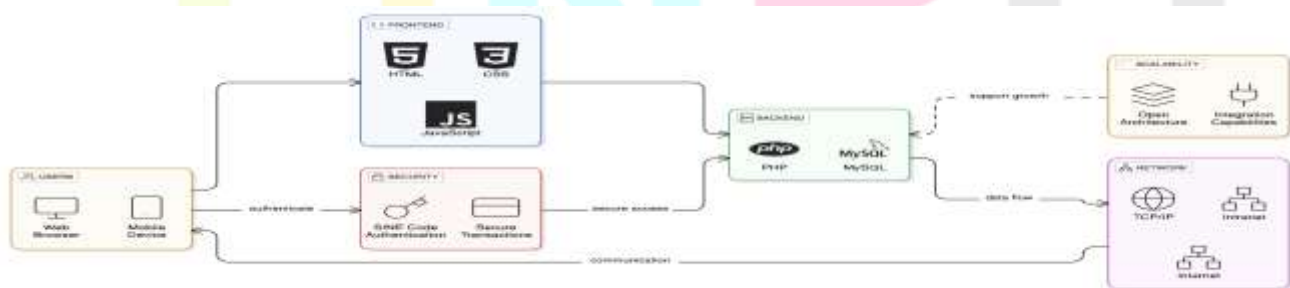 FRONTEND
HTML
CSS
JS
JavaScript
SCALABILITY
Open
Architecture
Integration
Capabilities
support growth
BACKEND
php
PHP
MySQL
MySQL
USERS
Web
Browser
Mobile
Device
authenticate
SECURITY
Code
Authentication
Secure
Transactions
secure access
data flow
NETWORK
TCP/IP
Intranet
Internet
communication